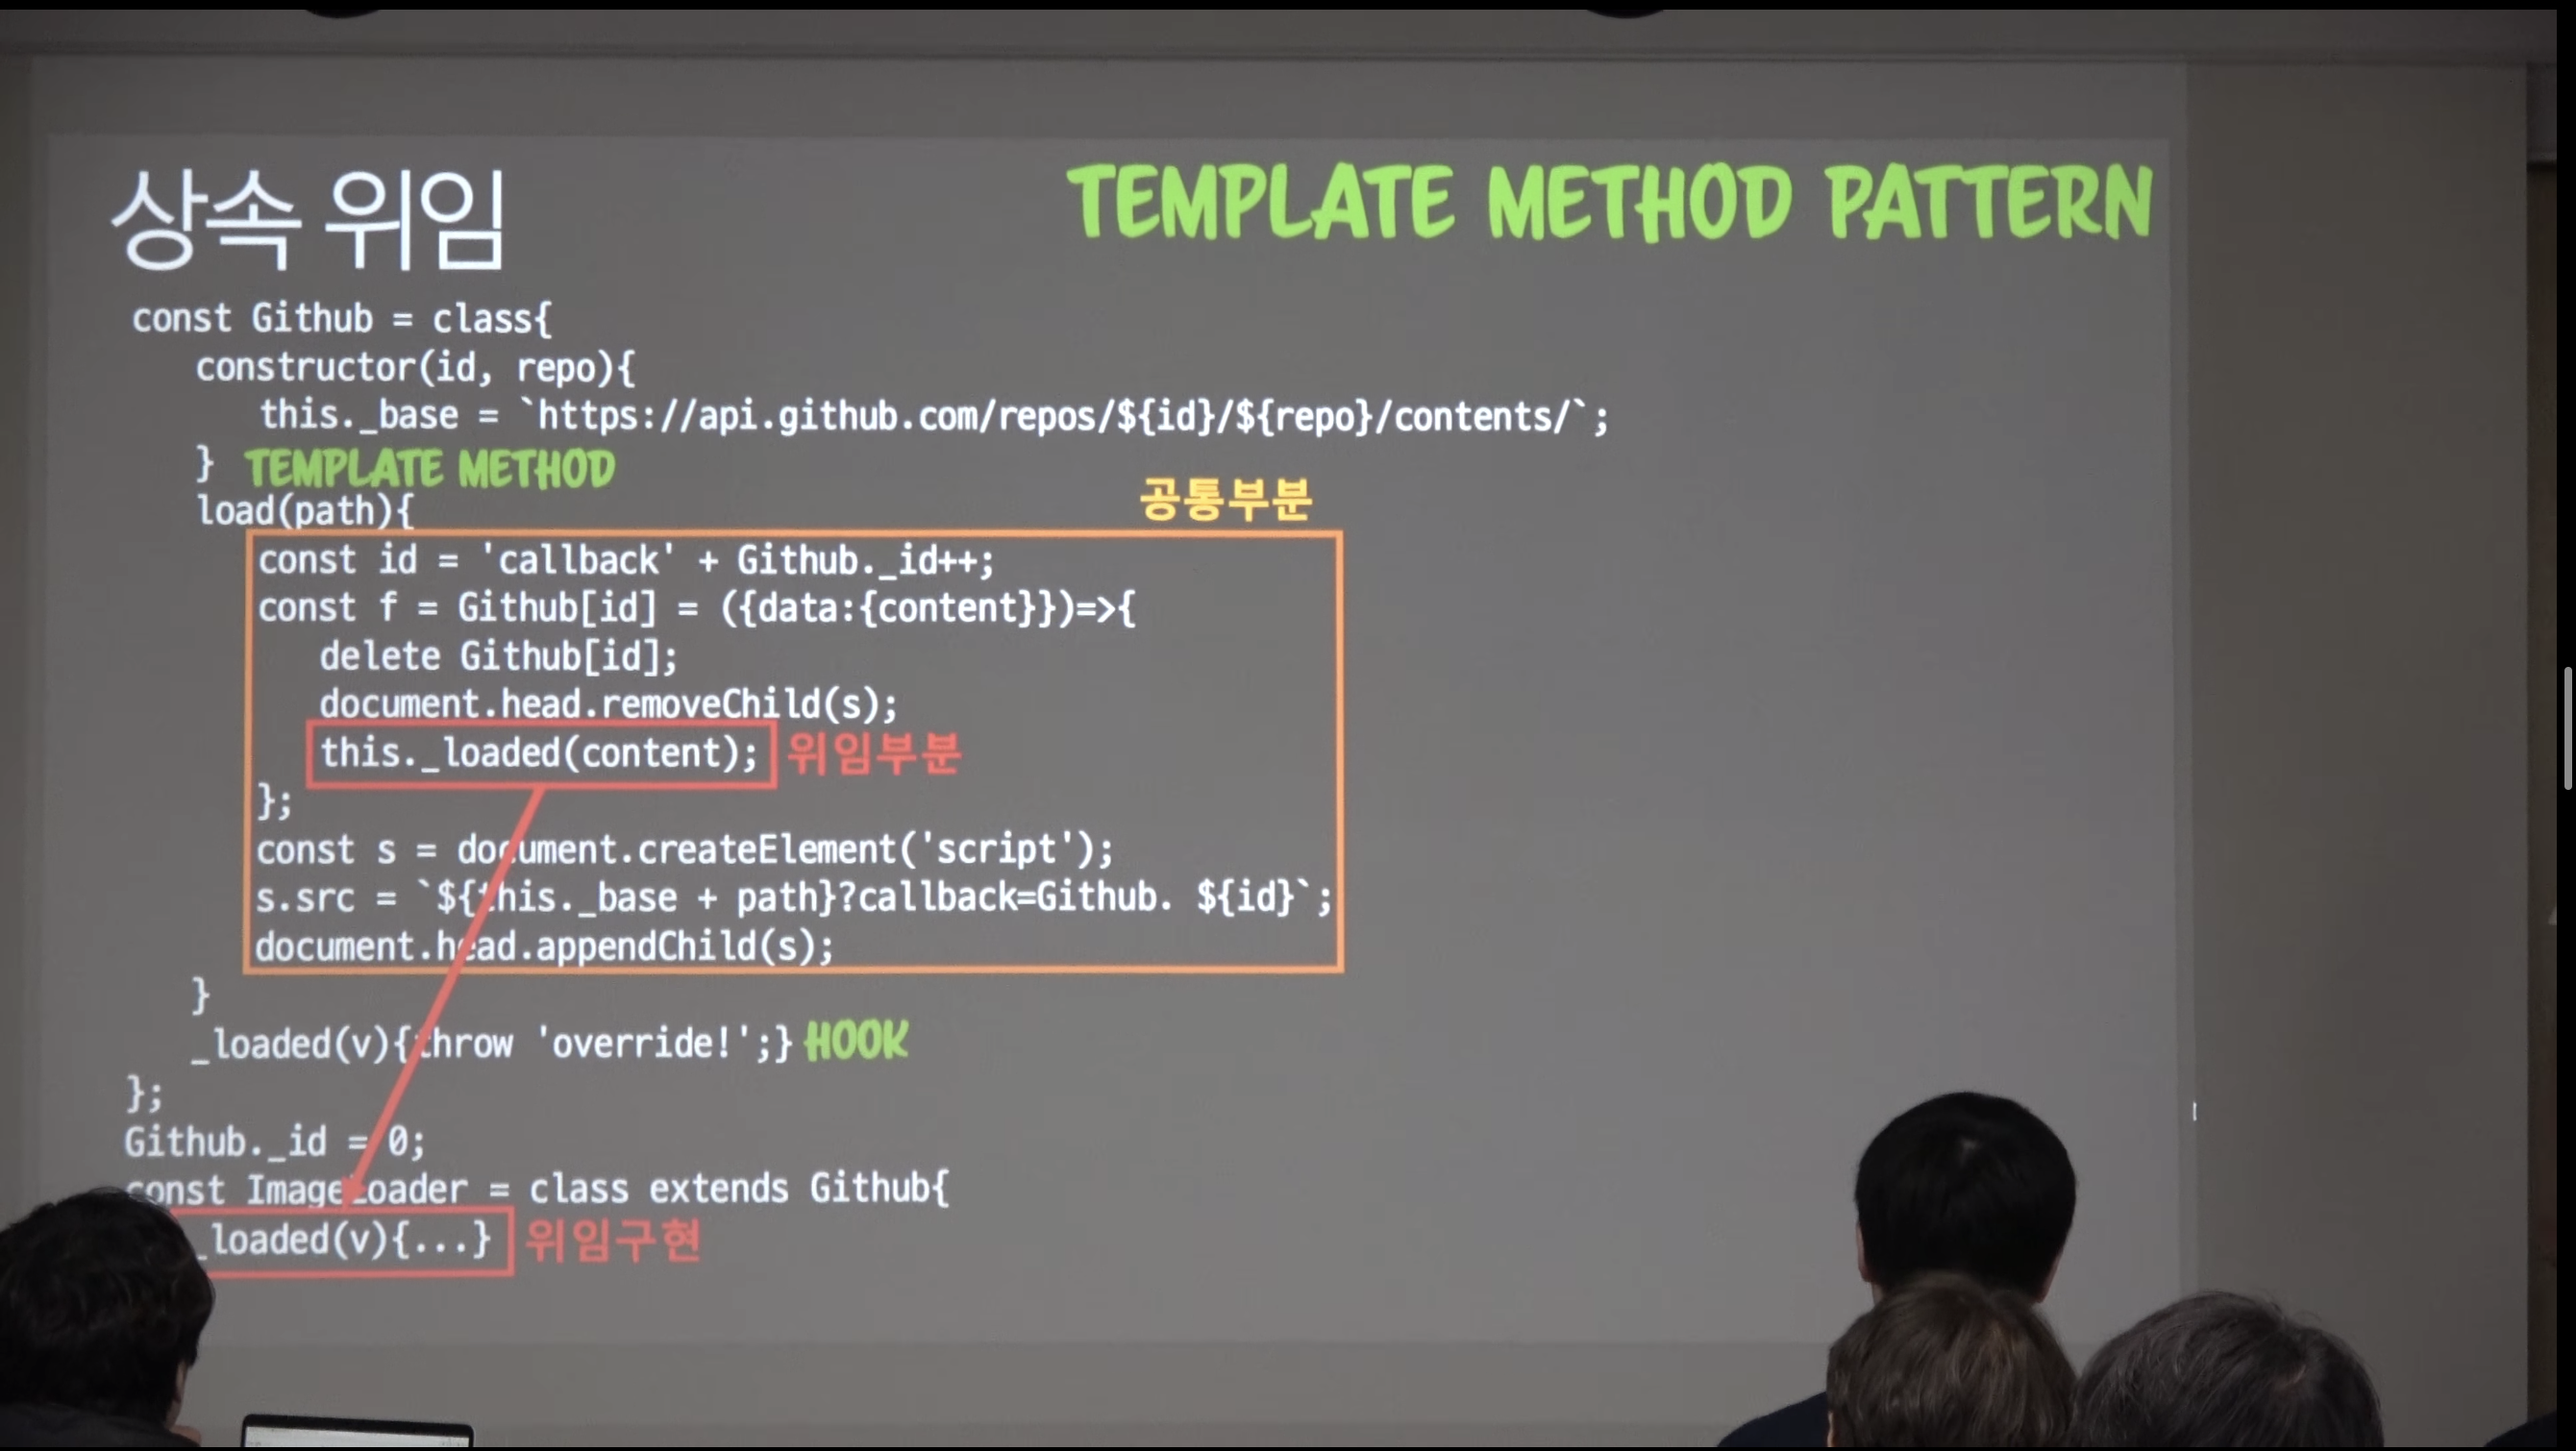 상속 위임
TEMPLATE METHOD PATTERN
const Github = class{
constructor(id, repo){
this._base = `https://api.github.com/repos/${id}/${repo}/contents/`;
} TEMPLATE METHOD
load(path){
공통부분
const id = 'callback' + Github._id++;
const f = Github[id] = ({data:{content}})=>{
delete Github[id];
document.head.removeChild(s);
this._loaded(content); 위임부분
};
const s = document.createElement('script');
s.src = `${this._base + path}?callback=Github. ${id}`;
document.head.appendChild(s);
}
_loaded(v){throw 'override!';} HOOK
};
Github._id = 0;
const ImageLoader = class extends Github{
_loaded(v){...} 위임구현